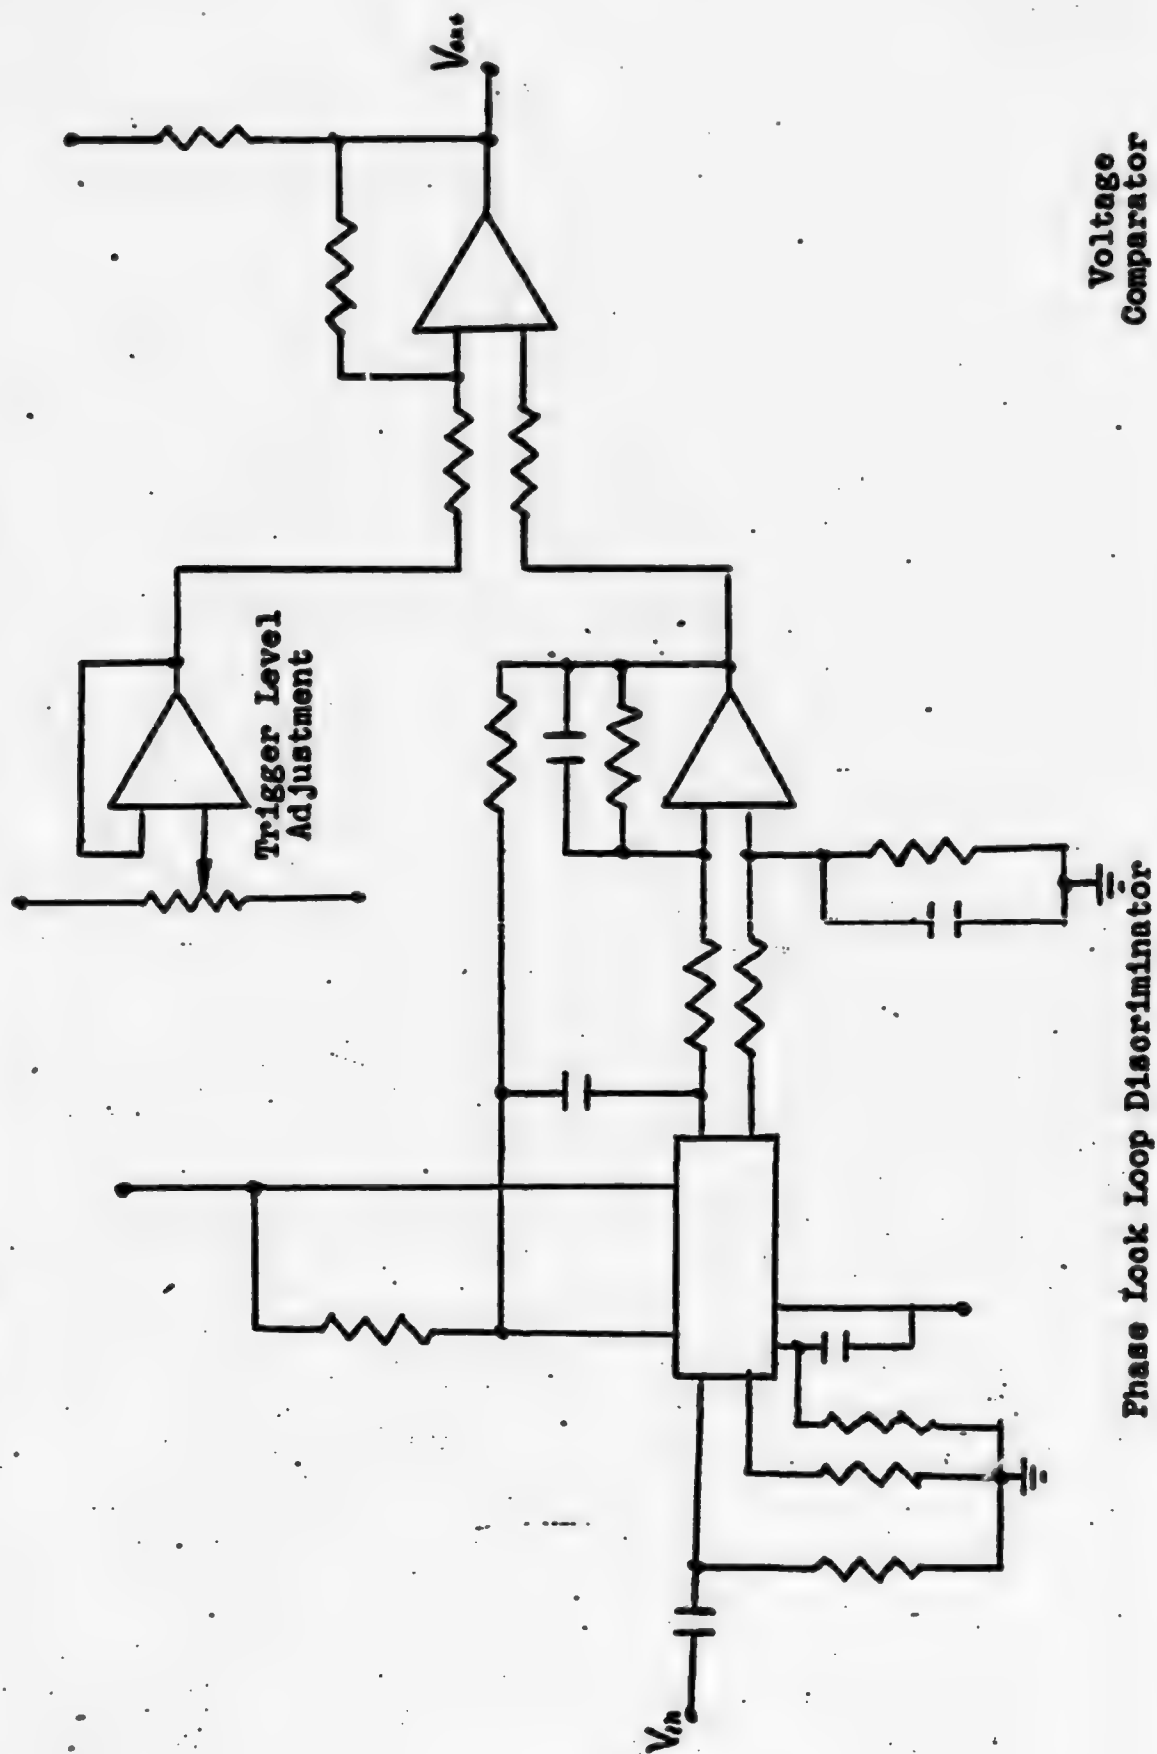 Vout
Trigger Level
Adjustment
Vin
Phase Lock Loop Discriminator
Voltage
Comparator